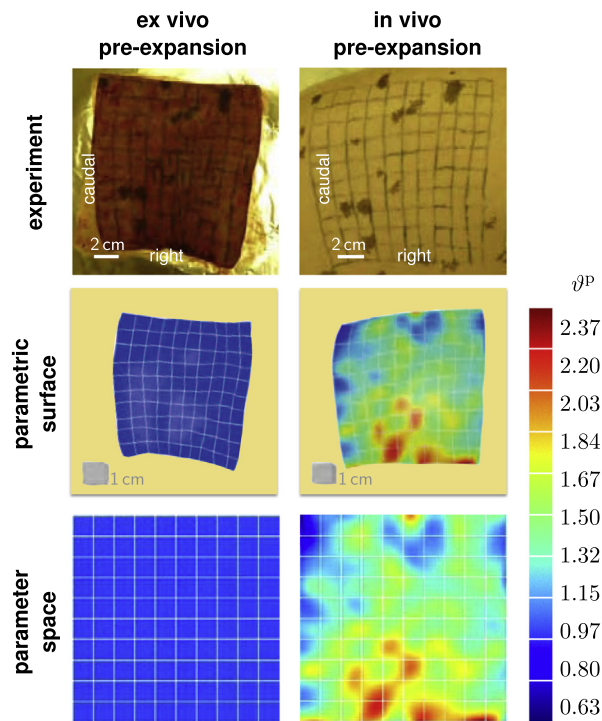 ex vivo
pre-expansion
in vivo
pre-expansion
experiment
caudal
2 cm
right
caudal
2 cm
right
parametric
surface
1 cm
1 cm
parameter
space
ϑᵖ
2.37
2.20
2.03
1.84
1.67
1.50
1.32
1.15
0.97
0.80
0.63